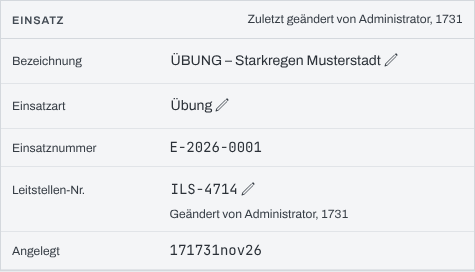 EINSATZ Zuletzt geändert von Administrator, 1731
Bezeichnung ÜBUNG – Starkregen Musterstadt
Einsatzart Übung
Einsatznummer E-2026-0001
Leitstellen-Nr. ILS-4714
Geändert von Administrator, 1731
Angelegt 171731nov26